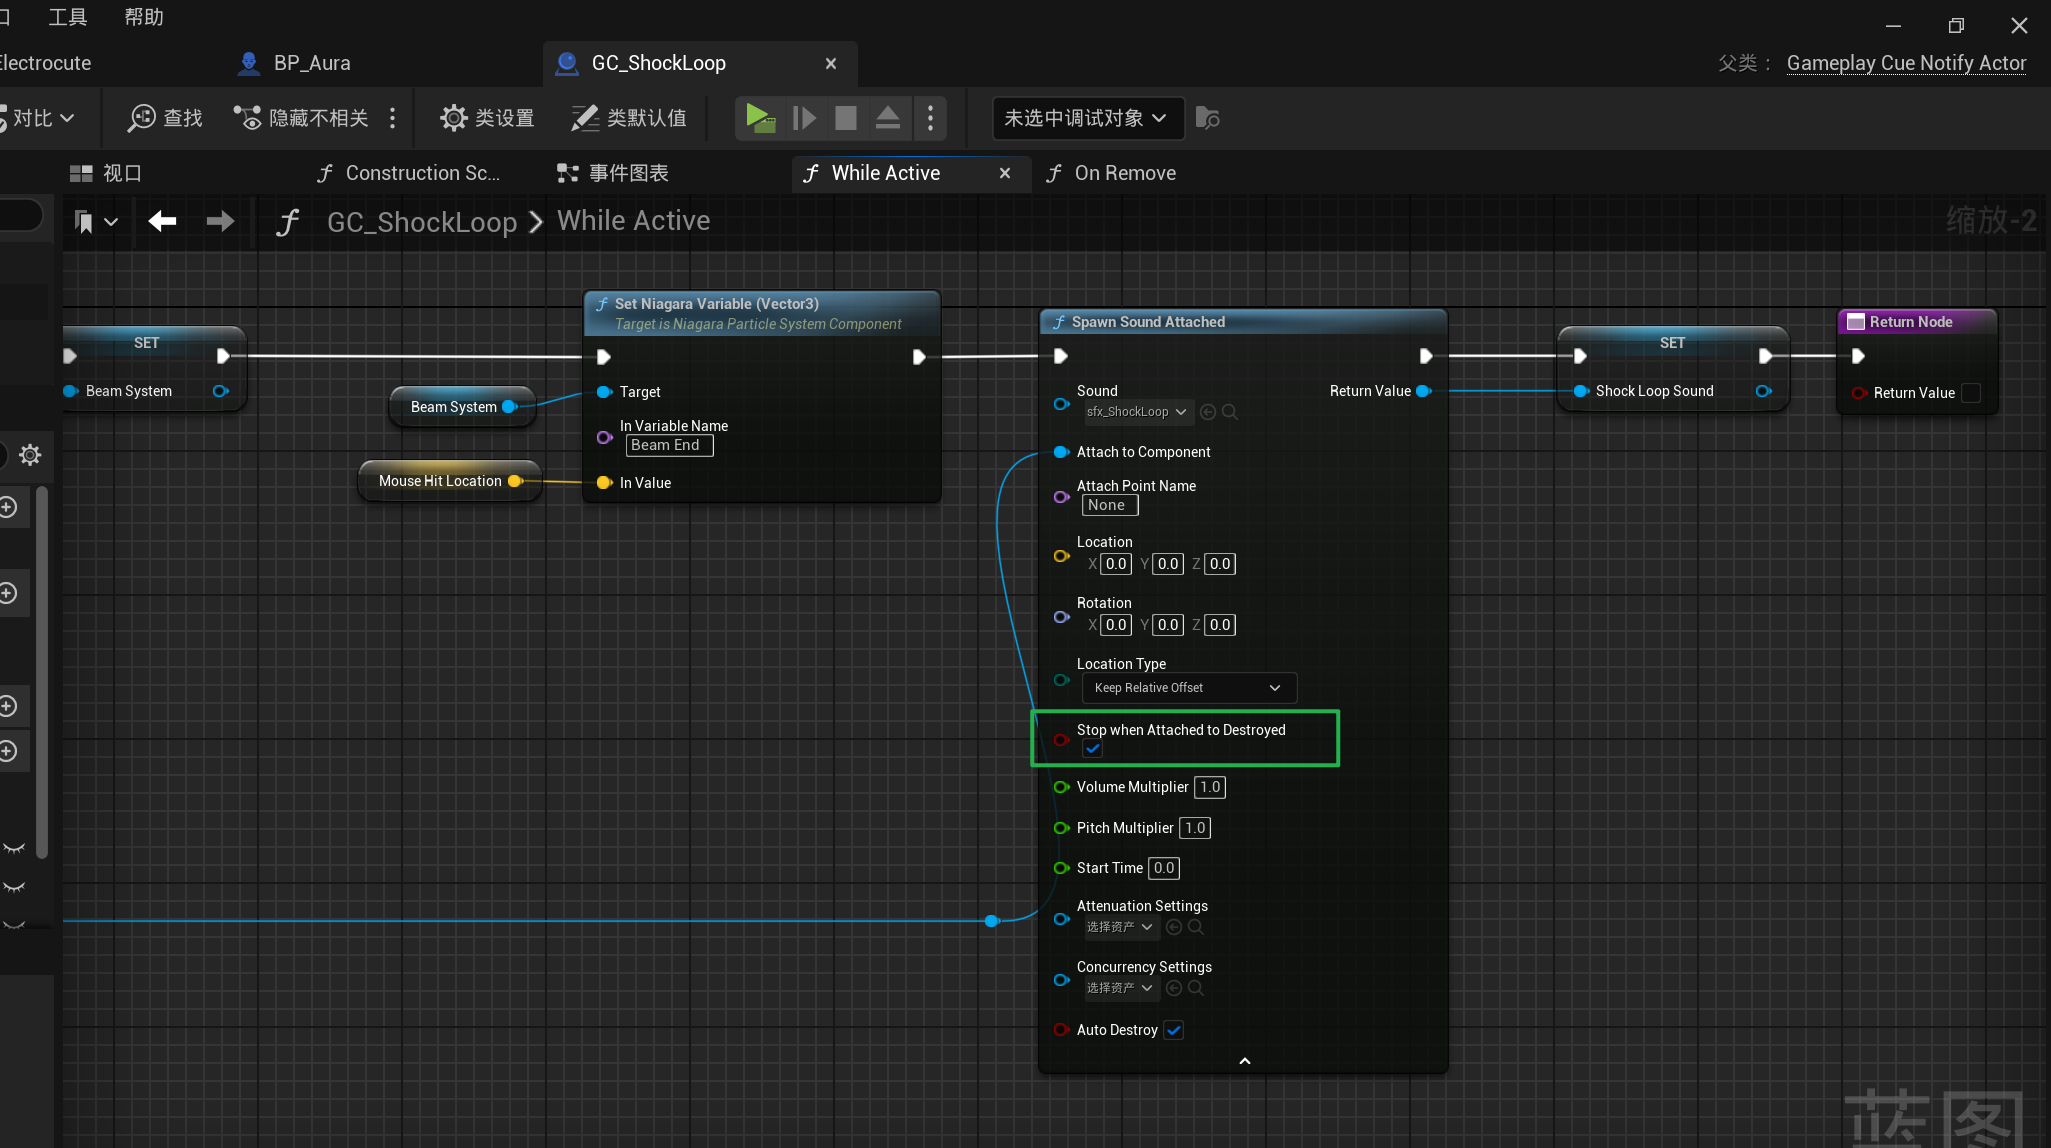 工具 帮助
Electrocute BP_Aura GC_ShockLoop 父类： Gameplay Cue Notify Actor
对比 查找 隐藏不相关 类设置 类默认值 未选中调试对象
视口 Construction Sc... 事件图表 While Active On Remove
GC_ShockLoop While Active 缩放-2
SET
Beam System
Beam System
Mouse Hit Location
Set Niagara Variable (Vector3)
Target is Niagara Particle System Component
Target
In Variable Name
Beam End
In Value
Spawn Sound Attached
Sound
sfx_ShockLoop
Return Value
Attach to Component
Attach Point Name
None
Location
X 0.0 Y 0.0 Z 0.0
Rotation
X 0.0 Y 0.0 Z 0.0
Location Type
Keep Relative Offset
Stop when Attached to Destroyed
Volume Multiplier 1.0
Pitch Multiplier 1.0
Start Time 0.0
Attenuation Settings
选择资产
Concurrency Settings
选择资产
Auto Destroy
SET
Shock Loop Sound
Return Node
Return Value
蓝图